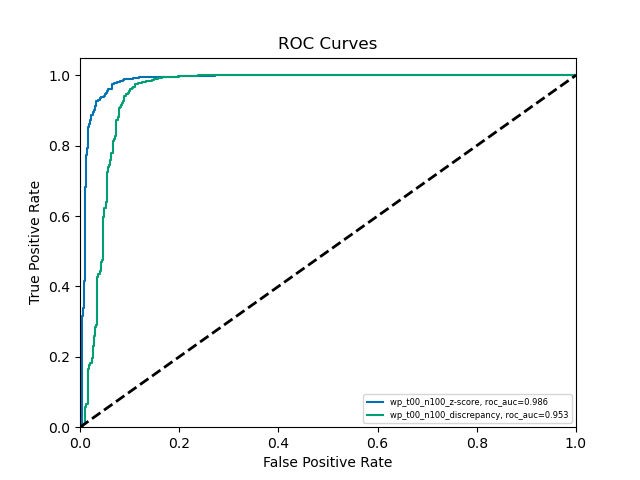 ROC Curves
True Positive Rate
1.0
0.8
0.6
0.4
0.2
0.0
0.0 0.2 0.4 0.6 0.8 1.0
False Positive Rate
wp_t00_n100_z-score, roc_auc=0.986
wp_t00_n100_discrepancy, roc_auc=0.953